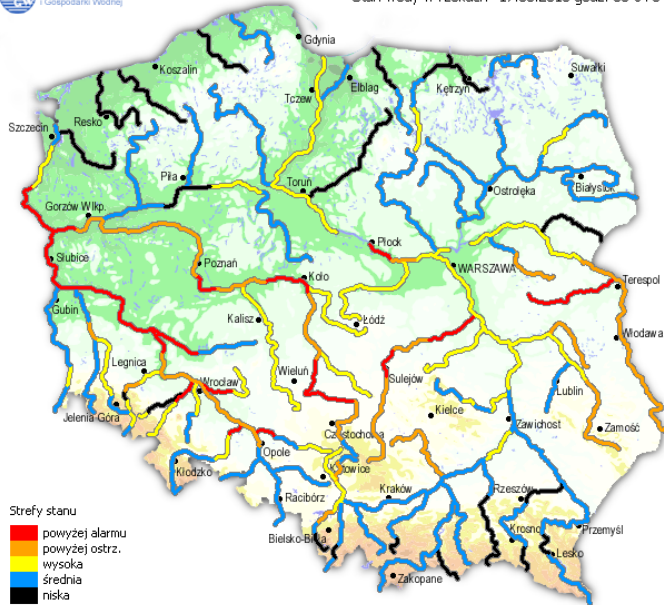 i Gospodarki Wodnej
Gdynia
Koszalin
Suwałki
Elbląg
Kętrzyn
Tczew
Resko
Szczecin
Piła
Białystok
Toruń
Ostrołęka
Gorzów Wlkp.
Płock
Słubice
Poznań
WARSZAWA
Koło
Terespol
Gubin
Kalisz
Łódź
Włodawa
Legnica
Wieluń
Sulejów
Wrocław
Lublin
Jelenia Góra
Kielce
Zawichost
Zamość
Częstochowa
Opole
Kłodzko
Katowice
Racibórz
Kraków
Rzeszów
Strefy stanu
powyżej alarmu
Bielsko-Biała
Krosno
Przemyśl
powyżej ostrz.
Lesko
wysoka
Zakopane
średnia
niska